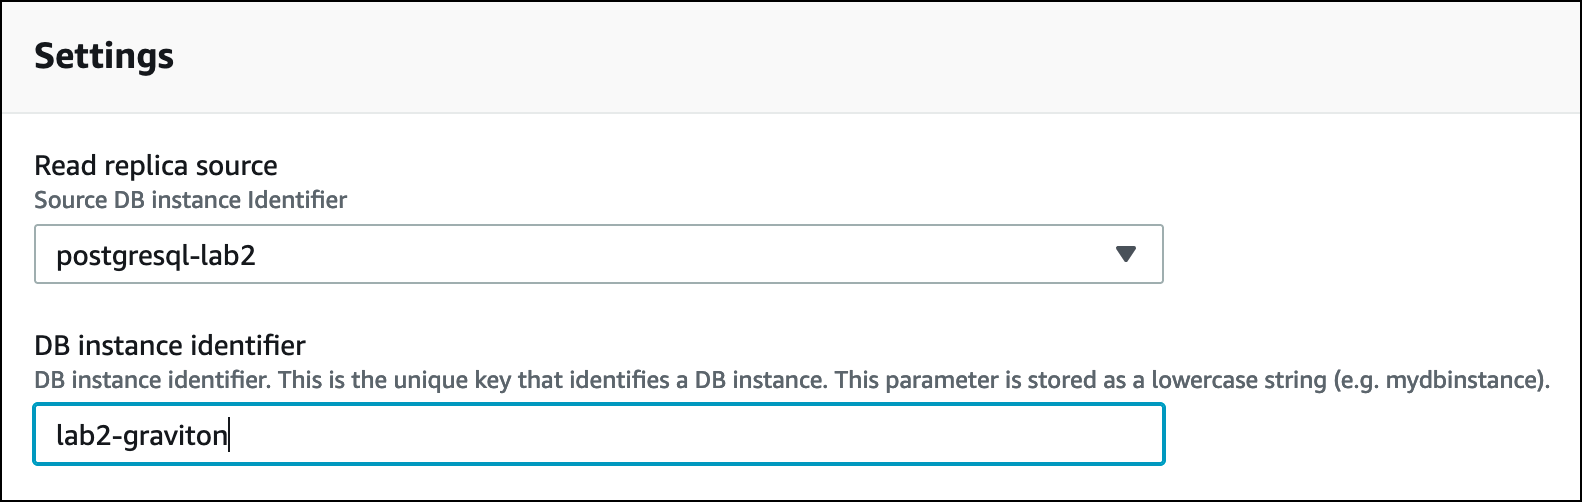 Settings
Read replica source
Source DB instance Identifier
postgresql-lab2
DB instance identifier
DB instance identifier. This is the unique key that identifies a DB instance. This parameter is stored as a lowercase string (e.g. mydbinstance).
lab2-graviton